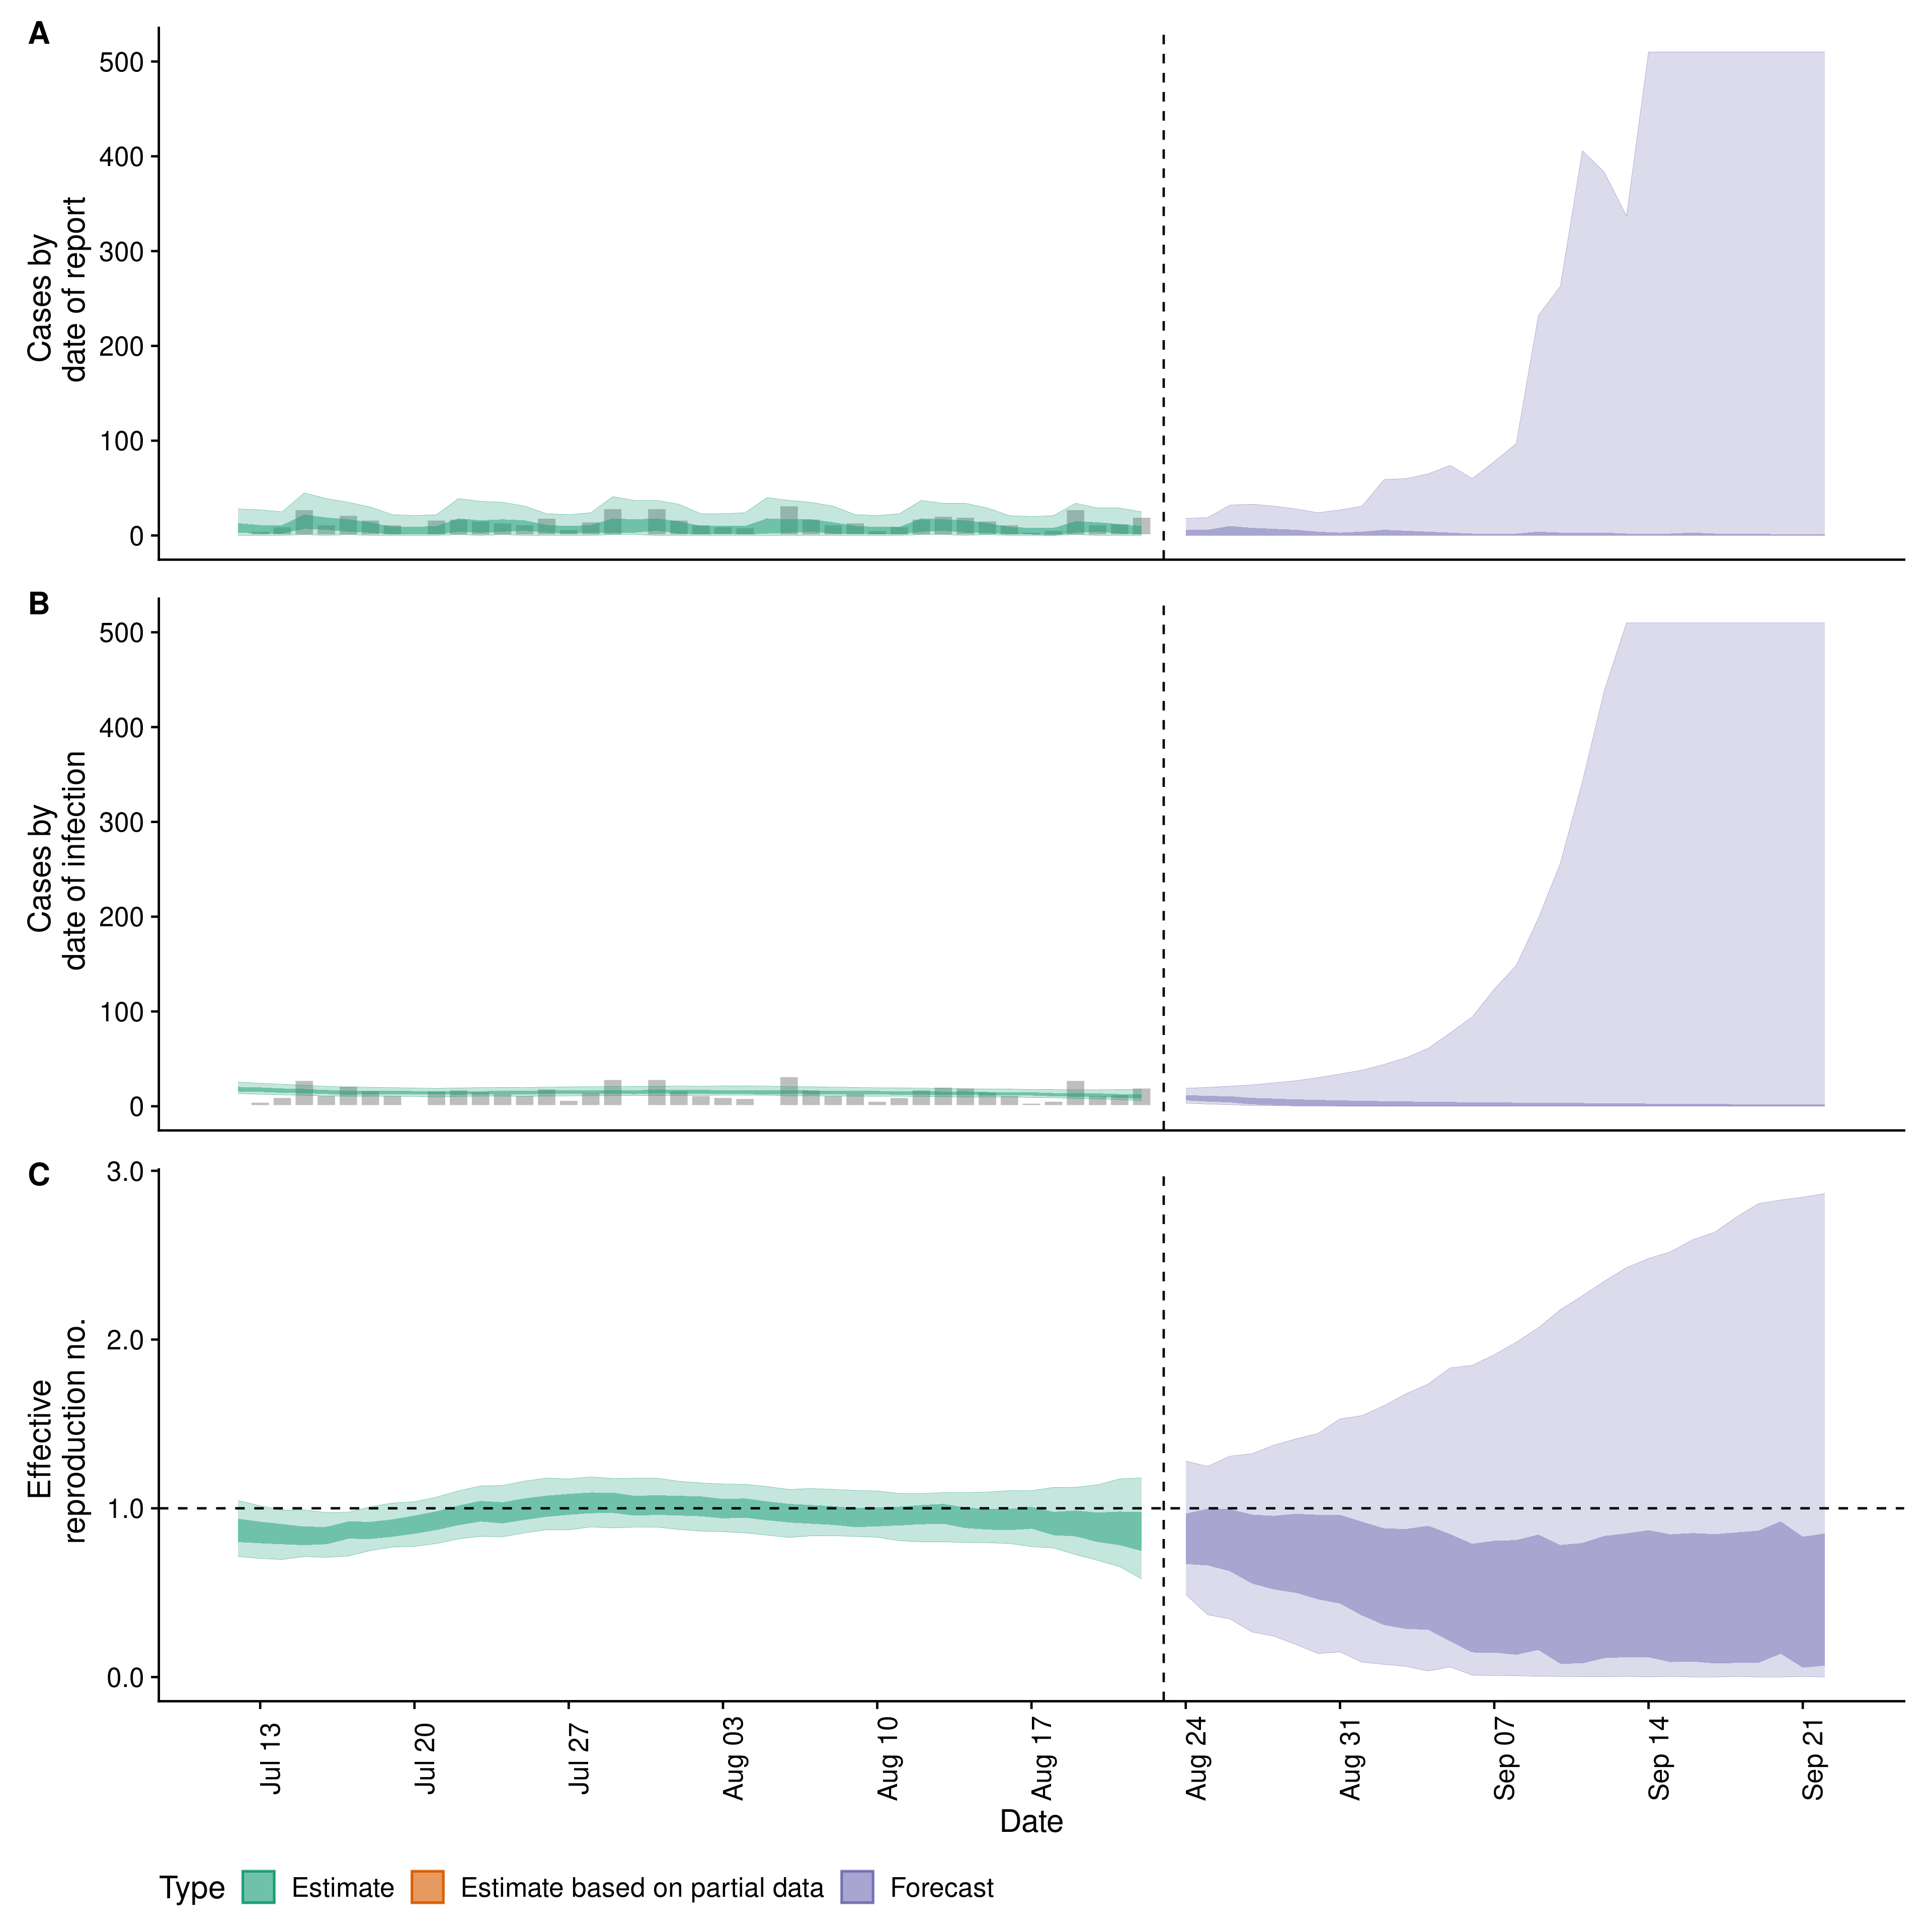 A
500
400
300
200
100
0
Cases by
date of report
B
500
400
300
200
100
0
Cases by
date of infection
C
3.0
2.0
1.0
0.0
Effective
reproduction no.
Jul 13
Jul 20
Jul 27
Aug 03
Aug 10
Aug 17
Aug 24
Aug 31
Sep 07
Sep 14
Sep 21
Date
Type Estimate Estimate based on partial data Forecast